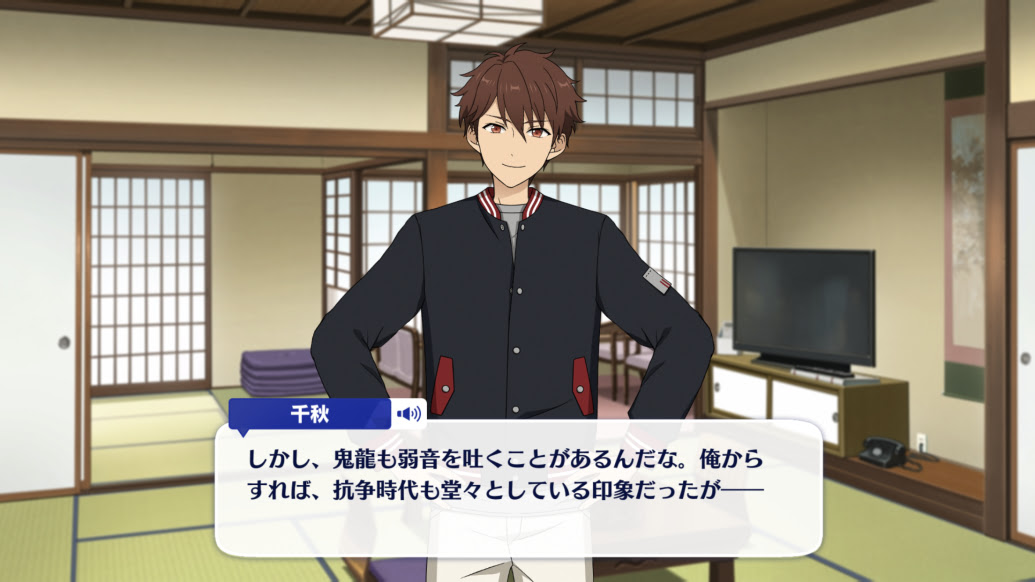 千秋
しかし、鬼龍も弱音を吐くことがあるんだな。俺から
すれば、抗争時代も堂々としている印象だったが──